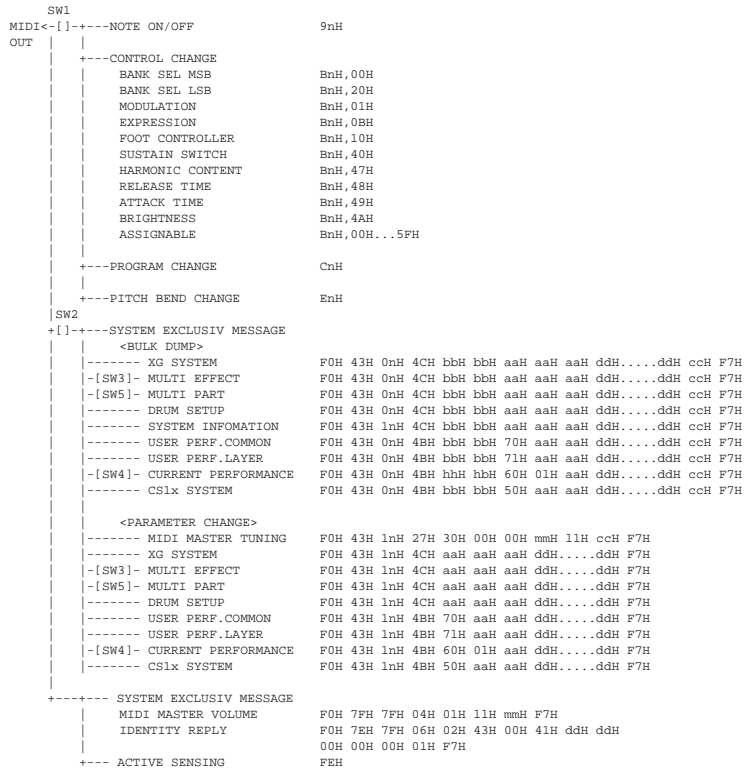 SW1
MIDI<-[]-+---NOTE ON/OFF 9nH
OUT | |
+---CONTROL CHANGE
| | BANK SEL MSB BnH,00H
| | BANK SEL LSB BnH,20H
| | MODULATION BnH,01H
| | EXPRESSION BnH,0BH
| | FOOT CONTROLLER BnH,10H
| | SUSTAIN SWITCH BnH,40H
| | HARMONIC CONTENT BnH,47H
| | RELEASE TIME BnH,48H
| | ATTACK TIME BnH,49H
| | BRIGHTNESS BnH,4AH
| | ASSIGNABLE BnH,00H...5FH
| |
| +---PROGRAM CHANGE CnH
| |
| +---PITCH BEND CHANGE EnH
|SW2
+[]-+---SYSTEM EXCLUSIV MESSAGE
| | <BULK DUMP>
| |------- XG SYSTEM F0H 43H 0nH 4CH bbH bbH aaH aaH aaH ddH.....ddH ccH F7H
| |-[SW3]- MULTI EFFECT F0H 43H 0nH 4CH bbH bbH aaH aaH aaH ddH.....ddH ccH F7H
| |-[SW5]- MULTI PART F0H 43H 0nH 4CH bbH bbH aaH aaH aaH ddH.....ddH ccH F7H
| |------- DRUM SETUP F0H 43H 0nH 4CH bbH bbH aaH aaH aaH ddH.....ddH ccH F7H
| |------- SYSTEM INFOMATION F0H 43H 1nH 4CH bbH bbH aaH aaH aaH ddH.....ddH ccH F7H
| |------- USER PERF.COMMON F0H 43H 0nH 4BH bbH bbH 70H aaH aaH ddH.....ddH ccH F7H
| |------- USER PERF.LAYER F0H 43H 0nH 4BH bbH bbH 71H aaH aaH ddH.....ddH ccH F7H
| |-[SW4]- CURRENT PERFORMANCE F0H 43H 0nH 4BH hhH hbH 60H 01H aaH ddH.....ddH ccH F7H
| |------- CS1x SYSTEM F0H 43H 0nH 4BH bbH bbH 50H aaH aaH ddH.....ddH ccH F7H
| |
| | <PARAMETER CHANGE>
| |------- MIDI MASTER TUNING F0H 43H 1nH 27H 30H 00H 00H mmH llH ccH F7H
| |------- XG SYSTEM F0H 43H 1nH 4CH aaH aaH aaH ddH.....ddH F7H
| |-[SW3]- MULTI EFFECT F0H 43H 1nH 4CH aaH aaH aaH ddH.....ddH F7H
| |-[SW5]- MULTI PART F0H 43H 1nH 4CH aaH aaH aaH ddH.....ddH F7H
| |------- DRUM SETUP F0H 43H 1nH 4CH aaH aaH aaH ddH.....ddH F7H
| |------- USER PERF.COMMON F0H 43H 1nH 4BH 70H aaH aaH ddH.....ddH F7H
| |------- USER PERF.LAYER F0H 43H 1nH 4BH 71H aaH aaH ddH.....ddH F7H
| |-[SW4]- CURRENT PERFORMANCE F0H 43H 1nH 4BH 60H 01H aaH ddH.....ddH F7H
| |------- CS1x SYSTEM F0H 43H 1nH 4BH 50H aaH aaH ddH.....ddH F7H
|
+---+--- SYSTEM EXCLUSIV MESSAGE
| MIDI MASTER VOLUME F0H 7FH 7FH 04H 01H llH mmH F7H
| IDENTITY REPLY F0H 7EH 7FH 06H 02H 43H 00H 41H ddH ddH
| 00H 00H 00H 01H F7H
+--- ACTIVE SENSING FEH